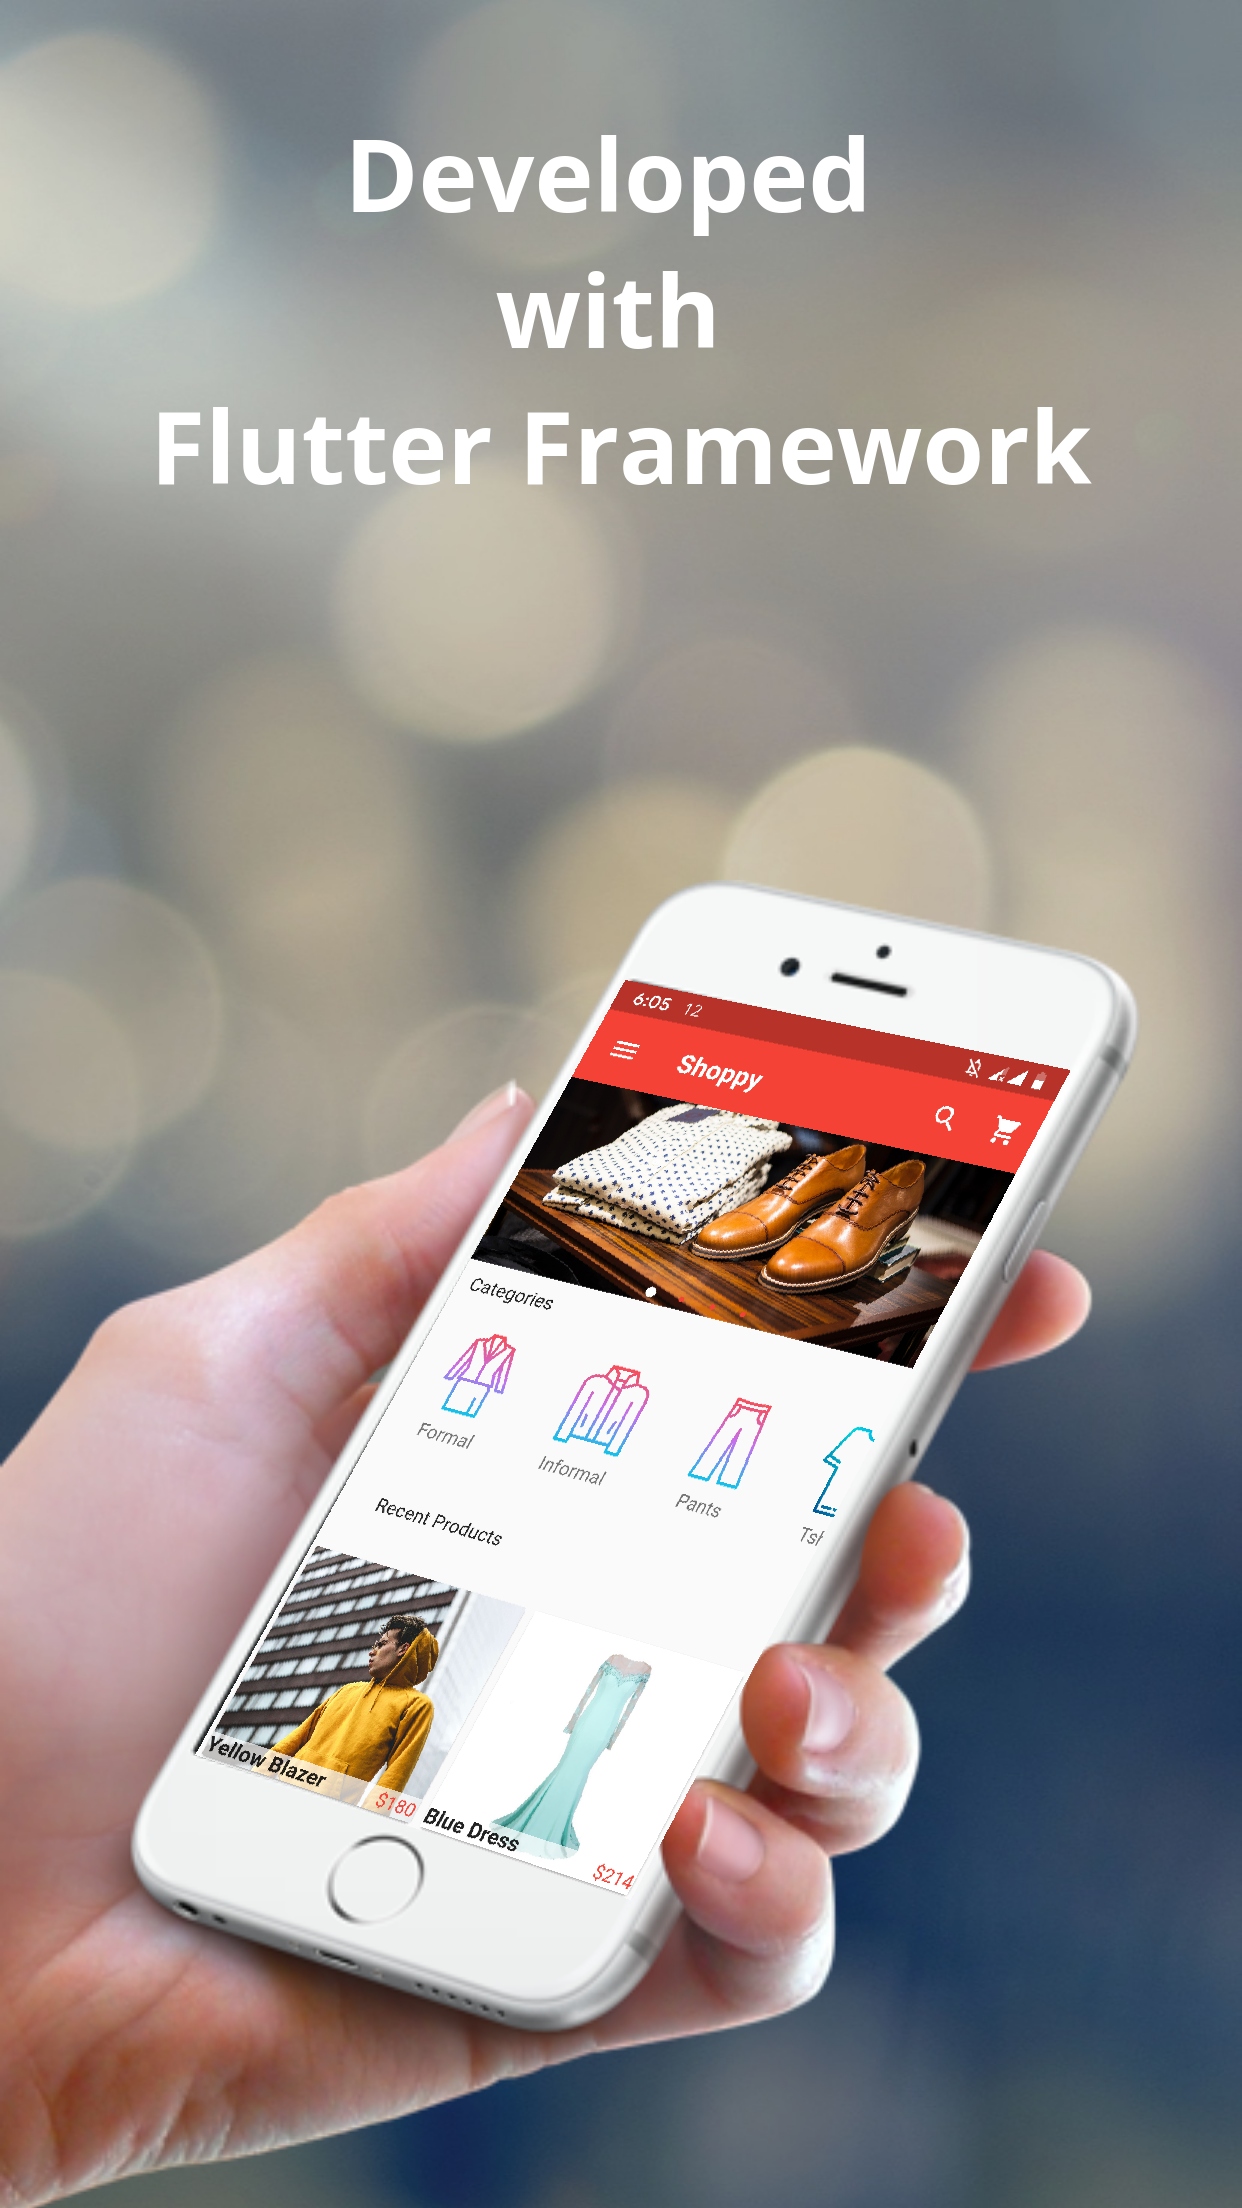 Developed
with
Flutter Framework
6:05 12
Shoppy
Categories
Formal
Informal
Pants
Tsh
Recent Products
Yellow Blazer
$180
Blue Dress
$214